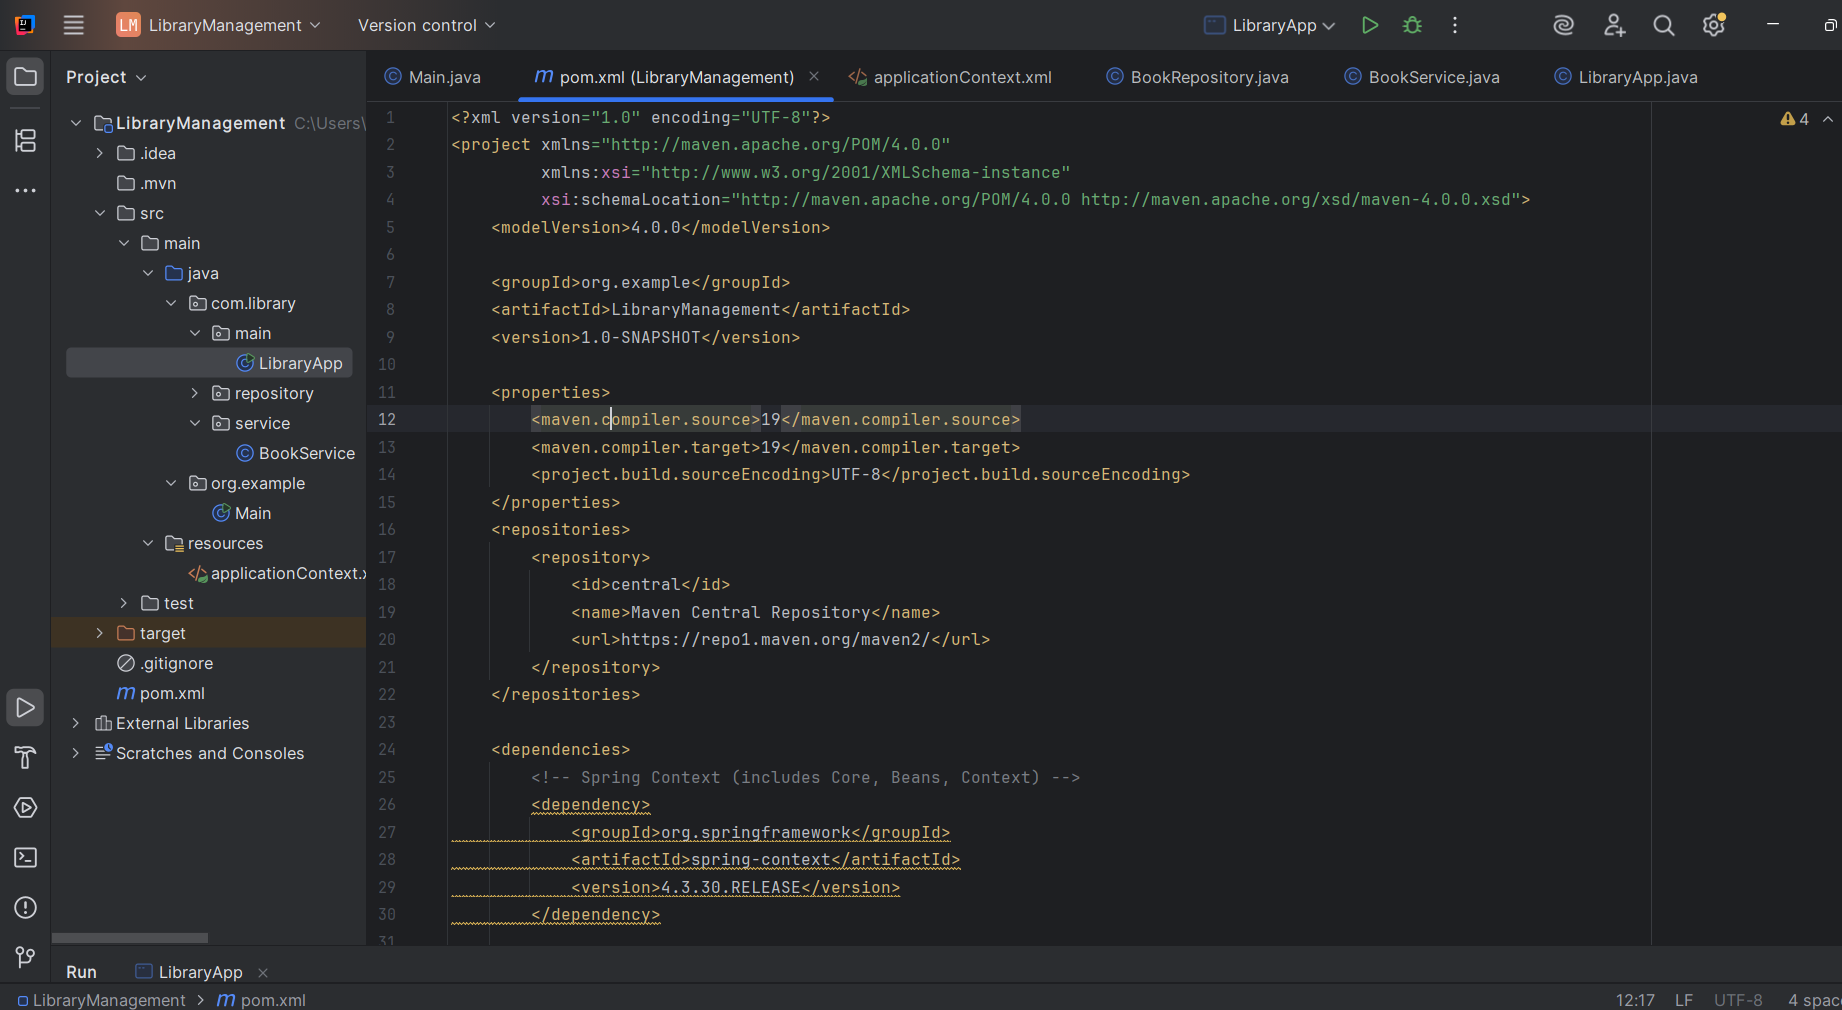 LM LibraryManagement Version control LibraryApp
Project
Main.java pom.xml (LibraryManagement) applicationContext.xml BookRepository.java BookService.java LibraryApp.java
LibraryManagement C:\Users\
.idea
.mvn
src
main
java
com.library
main
LibraryApp
repository
service
BookService
org.example
Main
resources
applicationContext.x
test
target
.gitignore
pom.xml
External Libraries
Scratches and Consoles
4
1 <?xml version="1.0" encoding="UTF-8"?>
2 <project xmlns="http://maven.apache.org/POM/4.0.0"
3 xmlns:xsi="http://www.w3.org/2001/XMLSchema-instance"
4 xsi:schemaLocation="http://maven.apache.org/POM/4.0.0 http://maven.apache.org/xsd/maven-4.0.0.xsd">
5 <modelVersion>4.0.0</modelVersion>
6
7 <groupId>org.example</groupId>
8 <artifactId>LibraryManagement</artifactId>
9 <version>1.0-SNAPSHOT</version>
10
11 <properties>
12 <maven.compiler.source>19</maven.compiler.source>
13 <maven.compiler.target>19</maven.compiler.target>
14 <project.build.sourceEncoding>UTF-8</project.build.sourceEncoding>
15 </properties>
16 <repositories>
17 <repository>
18 <id>central</id>
19 <name>Maven Central Repository</name>
20 <url>https://repo1.maven.org/maven2/</url>
21 </repository>
22 </repositories>
23
24 <dependencies>
25 <!-- Spring Context (includes Core, Beans, Context) -->
26 <dependency>
27 <groupId>org.springframework</groupId>
28 <artifactId>spring-context</artifactId>
29 <version>4.3.30.RELEASE</version>
30 </dependency>
31
Run LibraryApp
LibraryManagement > pom.xml 12:17 LF UTF-8 4 spac